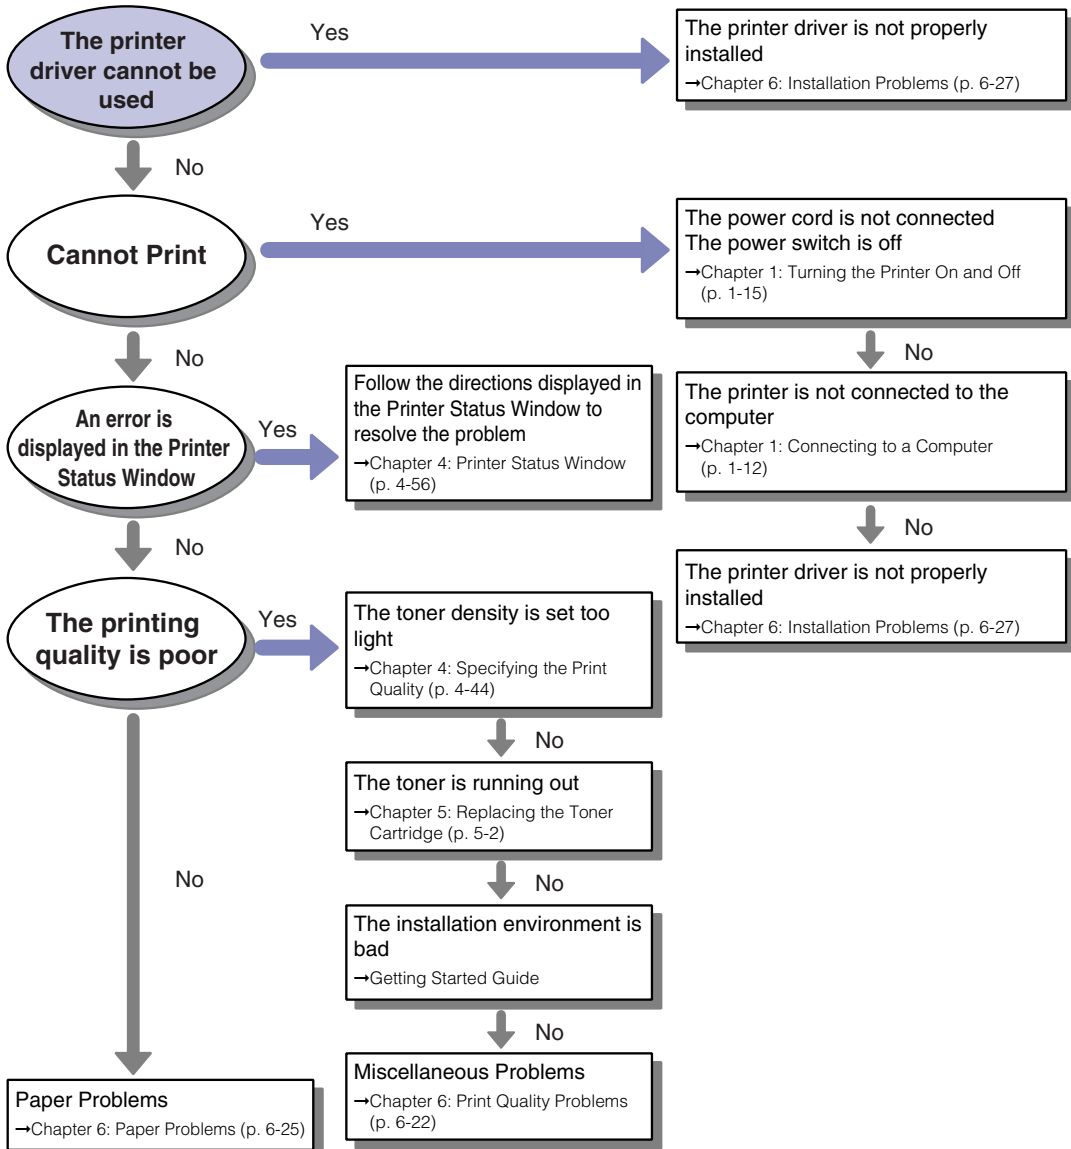 The printer
driver cannot be
used
Yes
The printer driver is not properly
installed
→Chapter 6: Installation Problems (p. 6-27)
No
Cannot Print
Yes
The power cord is not connected
The power switch is off
→Chapter 1: Turning the Printer On and Off
(p. 1-15)
No
The printer is not connected to the
computer
→Chapter 1: Connecting to a Computer
(p. 1-12)
No
The printer driver is not properly
installed
→Chapter 6: Installation Problems (p. 6-27)
No
An error is
displayed in the Printer
Status Window
Yes
Follow the directions displayed in
the Printer Status Window to
resolve the problem
→Chapter 4: Printer Status Window
(p. 4-56)
No
The printing
quality is poor
Yes
The toner density is set too
light
→Chapter 4: Specifying the Print
Quality (p. 4-44)
No
The toner is running out
→Chapter 5: Replacing the Toner
Cartridge (p. 5-2)
No
The installation environment is
bad
→Getting Started Guide
No
Miscellaneous Problems
→Chapter 6: Print Quality Problems
(p. 6-22)
No
Paper Problems
→Chapter 6: Paper Problems (p. 6-25)